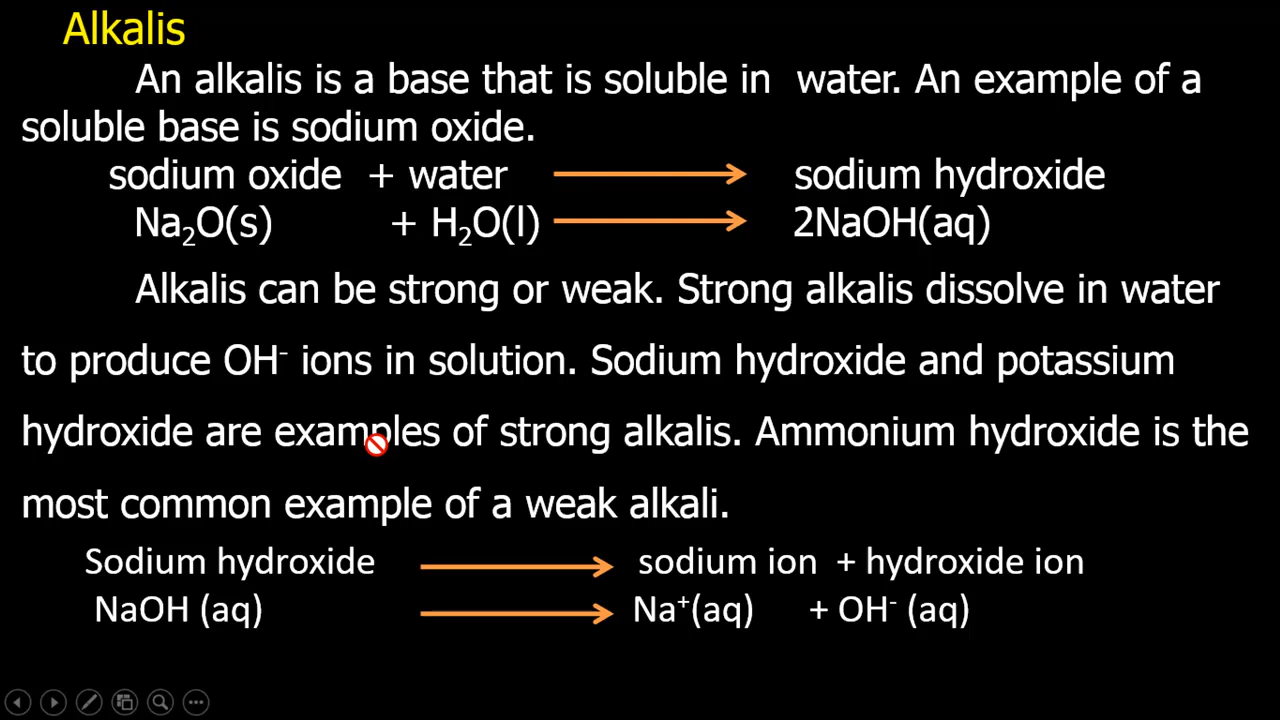 Alkalis
An alkalis is a base that is soluble in water. An example of a
soluble base is sodium oxide.
sodium oxide + water ⟶ sodium hydroxide
Na₂O(s) + H₂O(l) ⟶ 2NaOH(aq)
Alkalis can be strong or weak. Strong alkalis dissolve in water
to produce OH⁻ ions in solution. Sodium hydroxide and potassium
hydroxide are examples of strong alkalis. Ammonium hydroxide is the
most common example of a weak alkali.
Sodium hydroxide ⟶ sodium ion + hydroxide ion
NaOH (aq) ⟶ Na⁺(aq) + OH⁻ (aq)